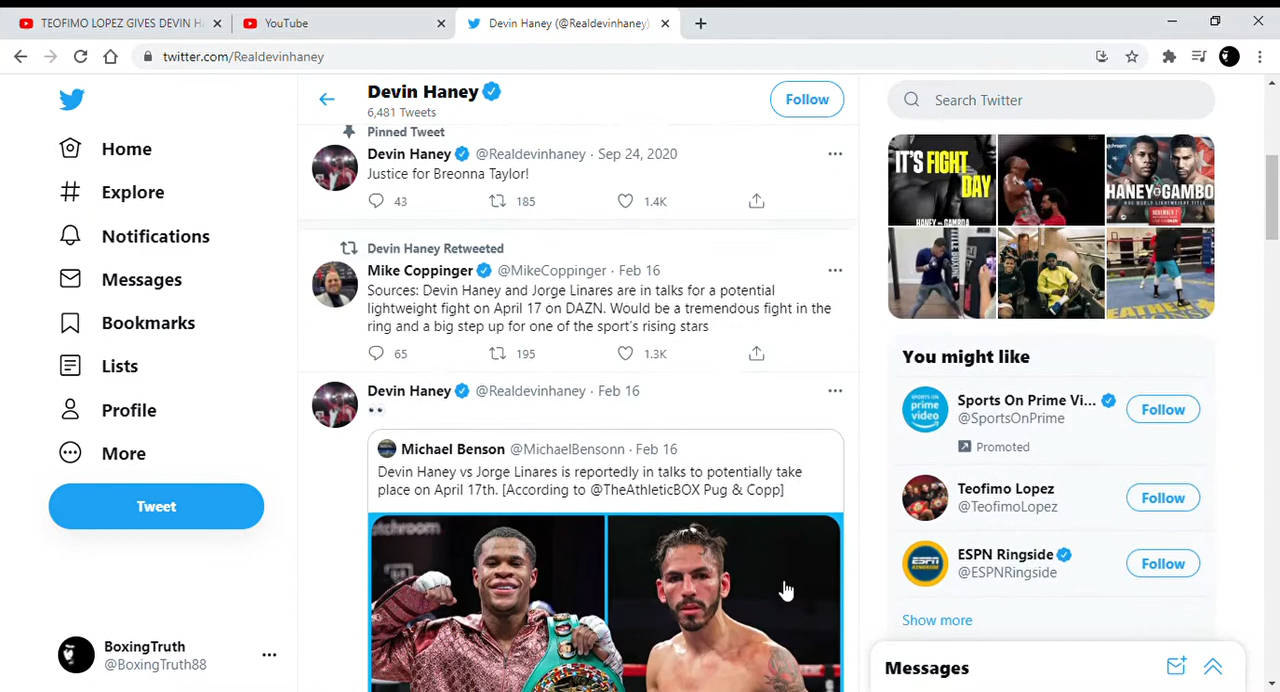 TEOFIMO LOPEZ GIVES DEVIN H
YouTube
Devin Haney (@Realdevinhaney)
twitter.com/Realdevinhaney
Home
Explore
Notifications
Messages
Bookmarks
Lists
Profile
More
Tweet
BoxingTruth
@BoxingTruth88
Devin Haney
6,481 Tweets
Follow
Pinned Tweet
Devin Haney @Realdevinhaney · Sep 24, 2020
Justice for Breonna Taylor!
43 185 1.4K
Devin Haney Retweeted
Mike Coppinger @MikeCoppinger · Feb 16
Sources: Devin Haney and Jorge Linares are in talks for a potential
lightweight fight on April 17 on DAZN. Would be a tremendous fight in the
ring and a big step up for one of the sport's rising stars
65 195 1.3K
Devin Haney @Realdevinhaney · Feb 16
👀
Michael Benson @MichaelBensonn · Feb 16
Devin Haney vs Jorge Linares is reportedly in talks to potentially take
place on April 17th. [According to @TheAthleticBOX Pug & Copp]
Search Twitter
IT'S FIGHT
DAY
HANEY GAMBOA
HANEY GAMBO
You might like
Sports On Prime Vi...
@SportsOnPrime
Follow
Promoted
Teofimo Lopez
@TeofimoLopez
Follow
ESPN Ringside
@ESPNRingside
Follow
Show more
Messages